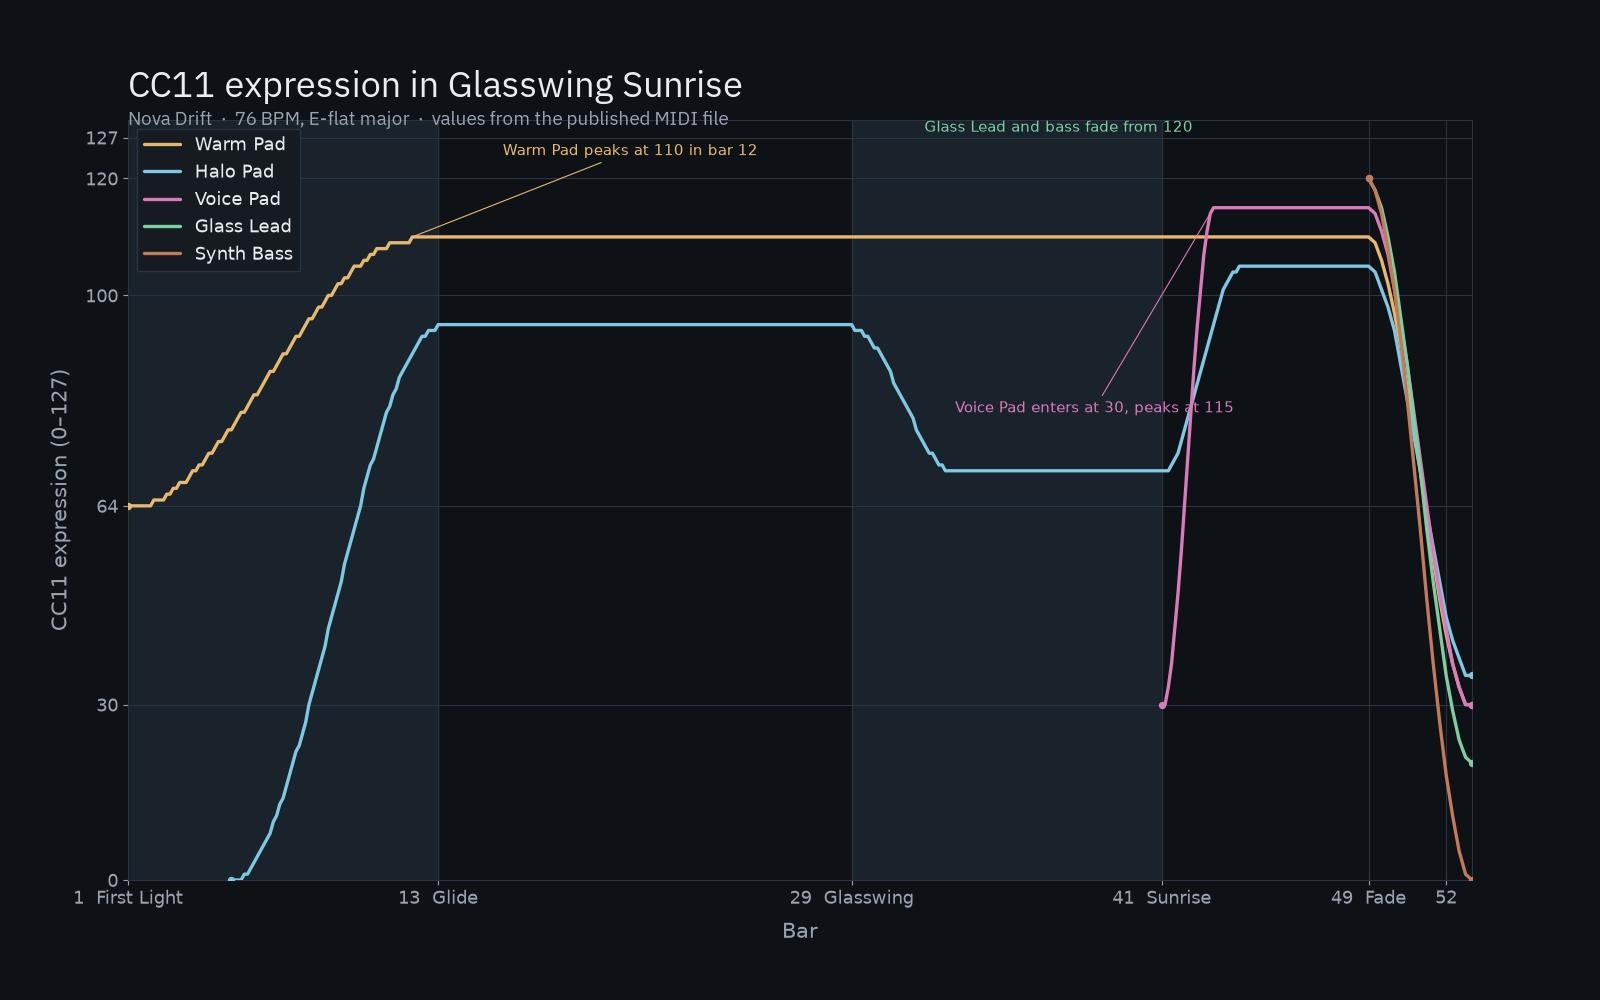 CC11 expression in Glasswing Sunrise
Nova Drift · 76 BPM, E-flat major · values from the published MIDI file
Glass Lead and bass fade from 120
Warm Pad peaks at 110 in bar 12
Voice Pad enters at 30, peaks at 115
Warm Pad
Halo Pad
Voice Pad
Glass Lead
Synth Bass
CC11 expression (0–127)
127
120
100
64
30
0
1 First Light
13 Glide
29 Glasswing
41 Sunrise
49 Fade
52
Bar